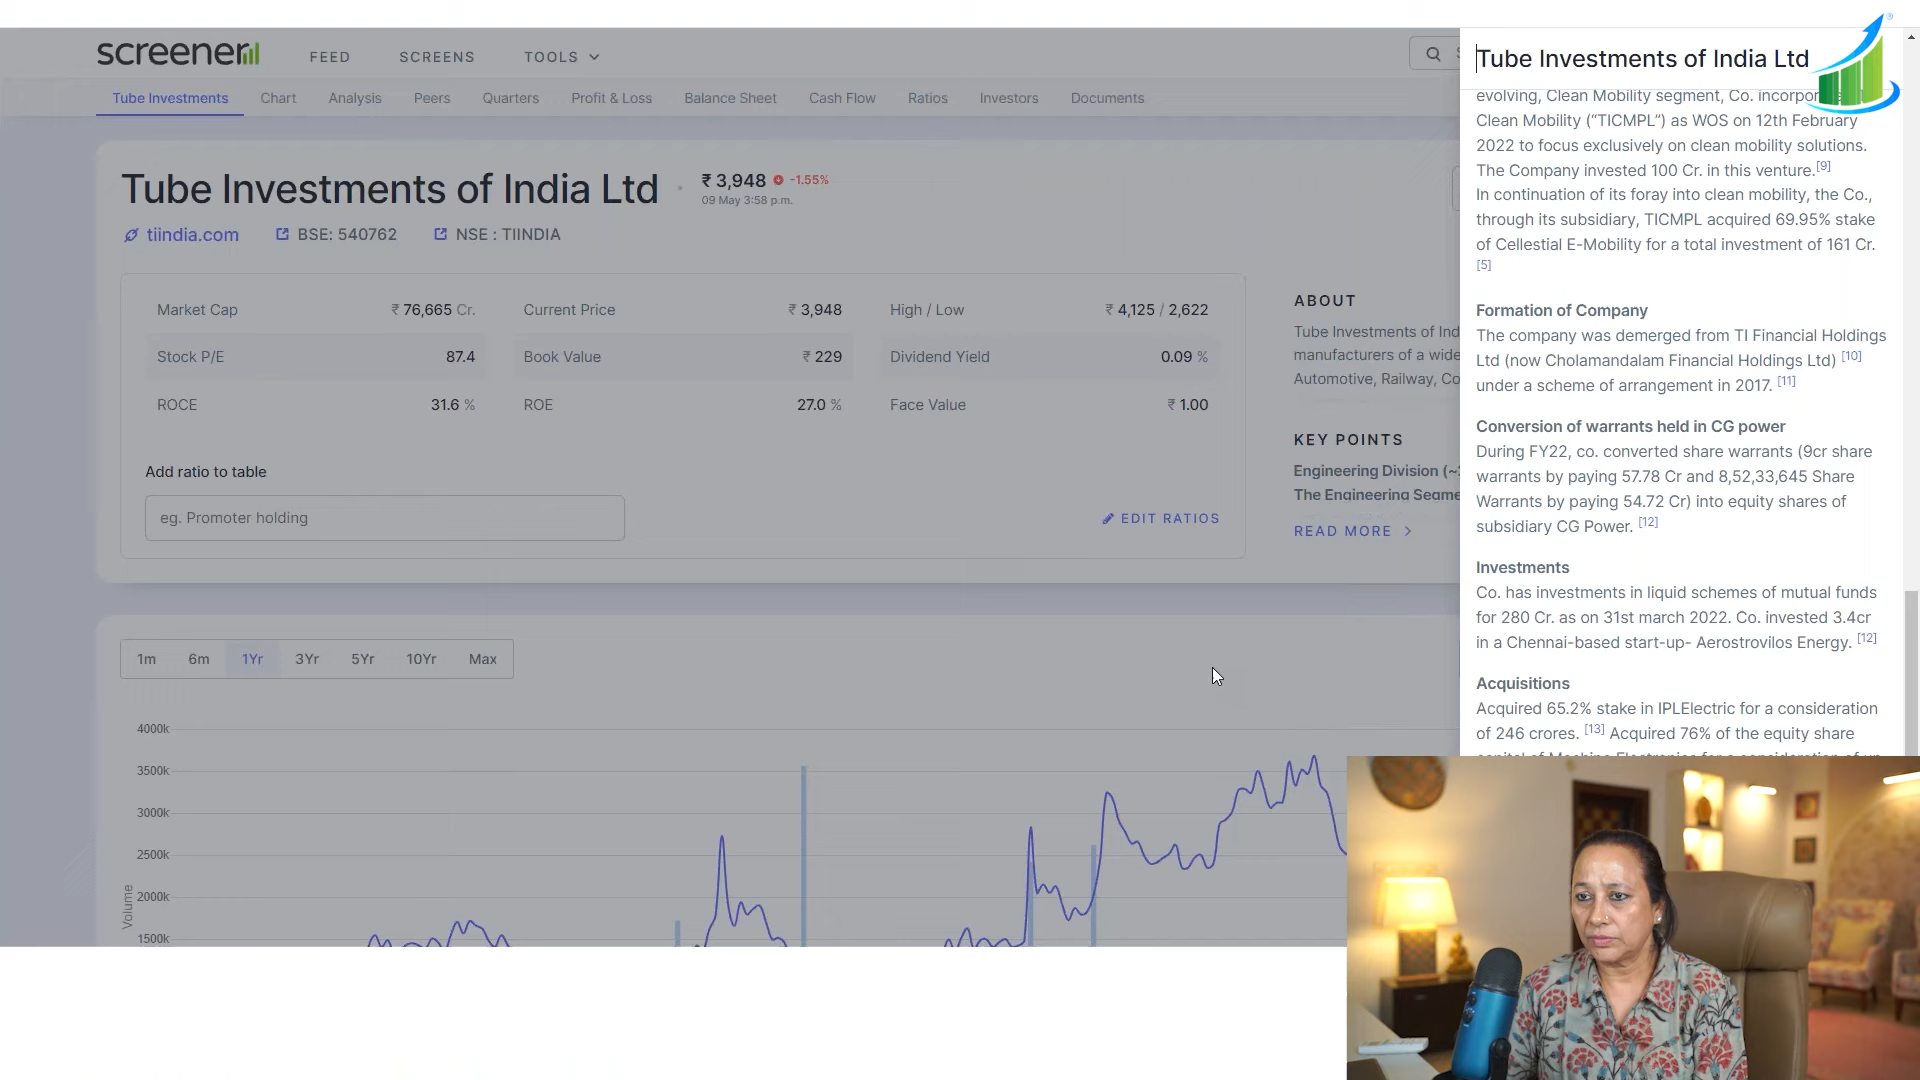 screener
FEED
SCREENS
TOOLS
Tube Investments
Chart
Analysis
Peers
Quarters
Profit & Loss
Balance Sheet
Cash Flow
Ratios
Investors
Documents
Tube Investments of India Ltd
₹ 3,948 -1.55%
09 May 3:58 p.m.
tiindia.com
BSE: 540762
NSE : TIINDIA
Market Cap ₹ 76,665 Cr.
Current Price ₹ 3,948
High / Low ₹ 4,125 / 2,622
Stock P/E 87.4
Book Value ₹ 229
Dividend Yield 0.09 %
ROCE 31.6 %
ROE 27.0 %
Face Value ₹ 1.00
Add ratio to table
eg. Promoter holding
EDIT RATIOS
ABOUT
Tube Investments of Ind
manufacturers of a wide
Automotive, Railway, Co
KEY POINTS
Engineering Division (~
The Engineering Segme
READ MORE
1m
6m
1Yr
3Yr
5Yr
10Yr
Max
4000k
3500k
3000k
2500k
2000k
1500k
Volume
Tube Investments of India Ltd
evolving, Clean Mobility segment, Co. incorpor
Clean Mobility (“TICMPL”) as WOS on 12th February
2022 to focus exclusively on clean mobility solutions.
The Company invested 100 Cr. in this venture.[9]
In continuation of its foray into clean mobility, the Co.,
through its subsidiary, TICMPL acquired 69.95% stake
of Cellestial E-Mobility for a total investment of 161 Cr.
[5]
Formation of Company
The company was demerged from TI Financial Holdings
Ltd (now Cholamandalam Financial Holdings Ltd) [10]
under a scheme of arrangement in 2017. [11]
Conversion of warrants held in CG power
During FY22, co. converted share warrants (9cr share
warrants by paying 57.78 Cr and 8,52,33,645 Share
Warrants by paying 54.72 Cr) into equity shares of
subsidiary CG Power. [12]
Investments
Co. has investments in liquid schemes of mutual funds
for 280 Cr. as on 31st march 2022. Co. invested 3.4cr
in a Chennai-based start-up- Aerostrovilos Energy. [12]
Acquisitions
Acquired 65.2% stake in IPLElectric for a consideration
of 246 crores. [13] Acquired 76% of the equity share